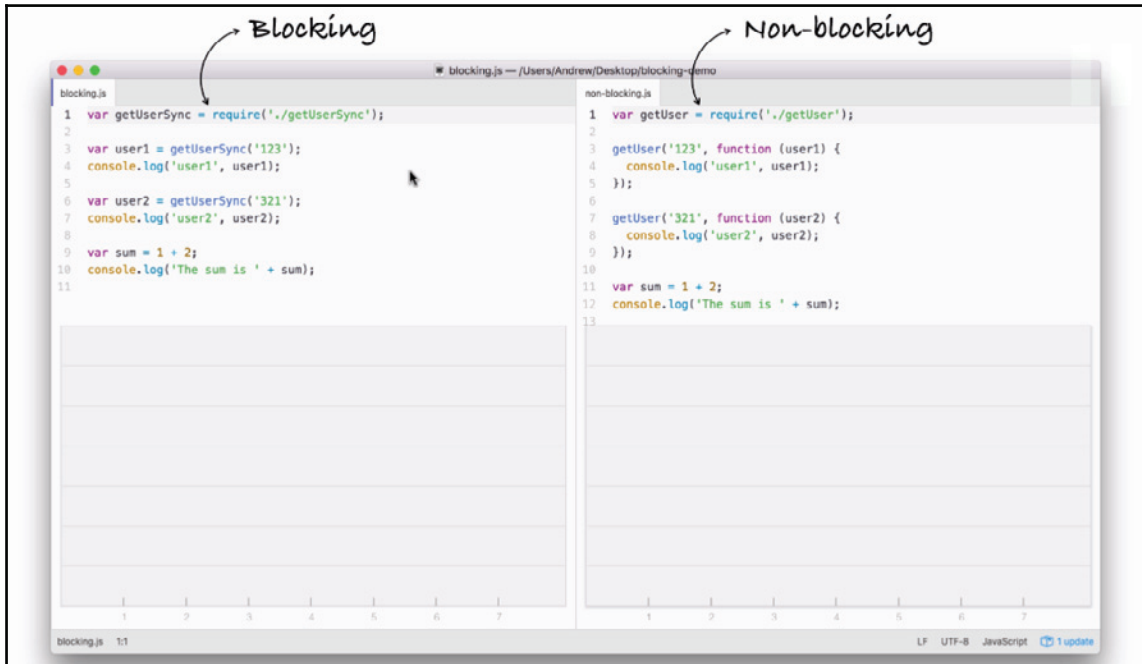 Blocking
Non-blocking
blocking.js — /Users/Andrew/Desktop/blocking-demo
blocking.js
1 var getUserSync = require('./getUserSync');
2
3 var user1 = getUserSync('123');
4 console.log('user1', user1);
5
6 var user2 = getUserSync('321');
7 console.log('user2', user2);
8
9 var sum = 1 + 2;
10 console.log('The sum is ' + sum);
11
1 2 3 4 5 6 7
non-blocking.js
1 var getUser = require('./getUser');
2
3 getUser('123', function (user1) {
4 console.log('user1', user1);
5 });
6
7 getUser('321', function (user2) {
8 console.log('user2', user2);
9 });
10
11 var sum = 1 + 2;
12 console.log('The sum is ' + sum);
13
1 2 3 4 5 6 7
blocking.js 1:1
LF UTF-8 JavaScript 1 update